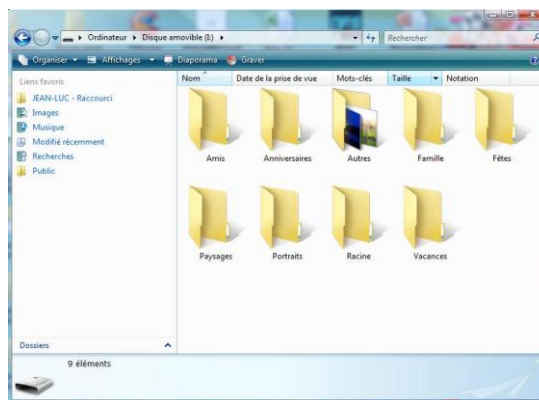 Ordinateur ▸ Disque amovible (I:) ▸ Rechercher
Organiser Affichages Diaporama Graver
Liens favoris
Nom Date de la prise de vue Mots-clés Taille Notation
JEAN-LUC - Raccourci
Images
Musique
Modifié récemment
Recherches
Public
Amis Anniversaires Autres Famille Fêtes
Paysages Portraits Racine Vacances
Dossiers
9 éléments